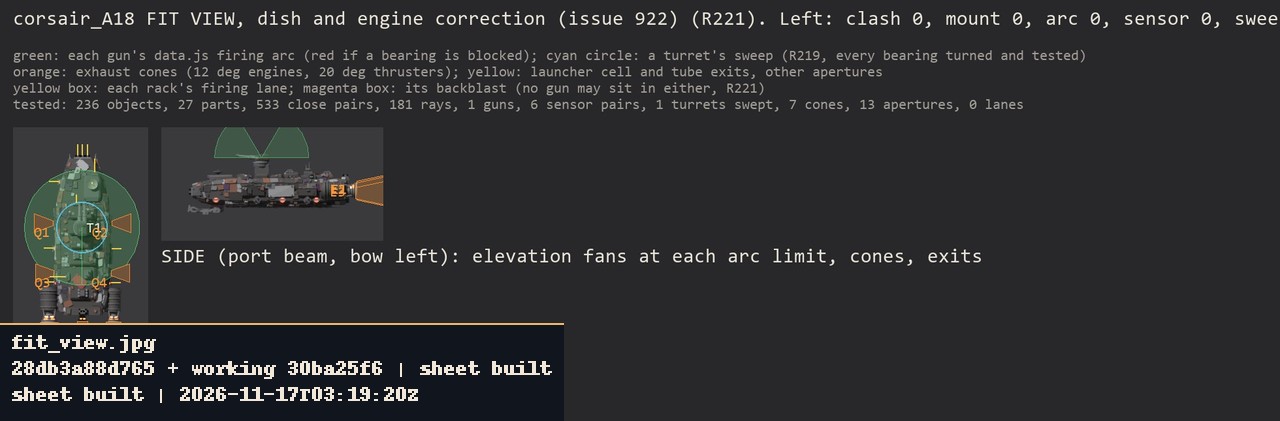 corsair_A18 FIT VIEW, dish and engine correction (issue 922) (R221). Left: clash 0, mount 0, arc 0, sensor 0, swee
green: each gun's data.js firing arc (red if a bearing is blocked); cyan circle: a turret's sweep (R219, every bearing turned and tested)
orange: exhaust cones (12 deg engines, 20 deg thrusters); yellow: launcher cell and tube exits, other apertures
yellow box: each rack's firing lane; magenta box: its backblast (no gun may sit in either, R221)
tested: 236 objects, 27 parts, 533 close pairs, 181 rays, 1 guns, 6 sensor pairs, 1 turrets swept, 7 cones, 13 apertures, 0 lanes
T1
Q1
Q2
Q3
Q4
SIDE (port beam, bow left): elevation fans at each arc limit, cones, exits
fit_view.jpg
28db3a88d765 + working 30ba25f6 | sheet built
sheet built | 2026-11-17T03:19:20Z